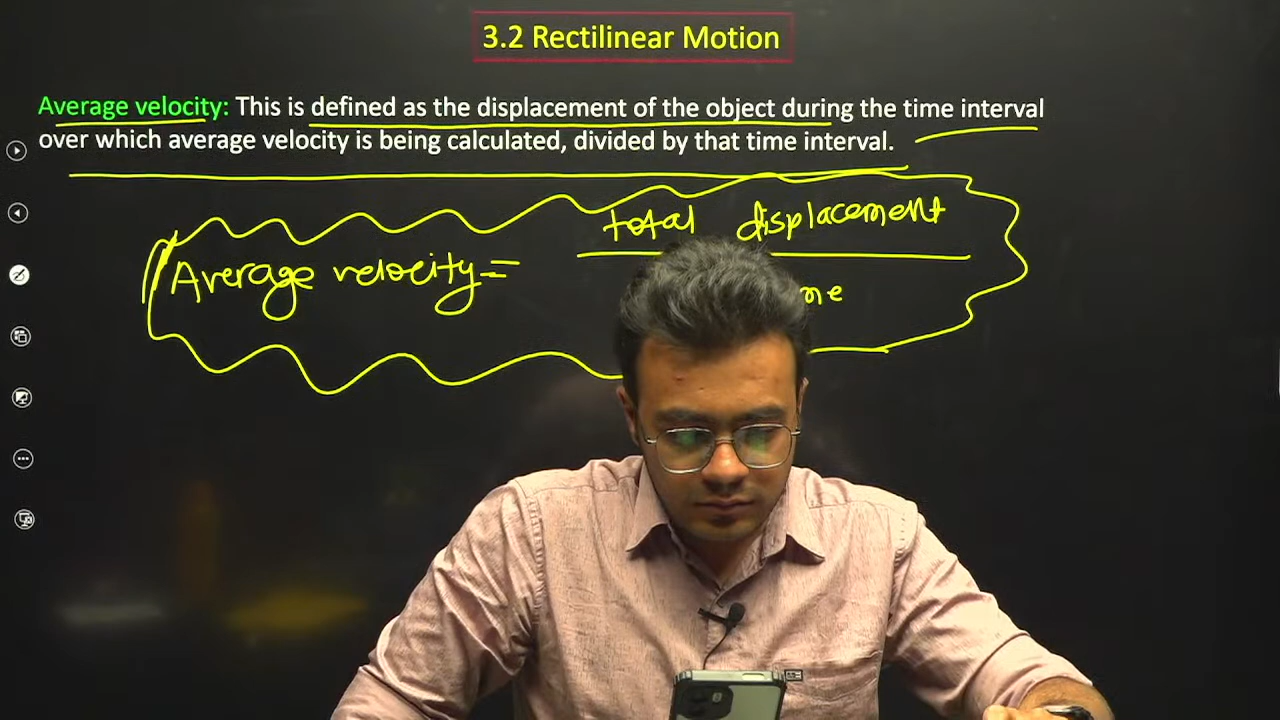 3.2 Rectilinear Motion
Average velocity: This is defined as the displacement of the object during the time interval
over which average velocity is being calculated, divided by that time interval.
total displacement
Average velocity =